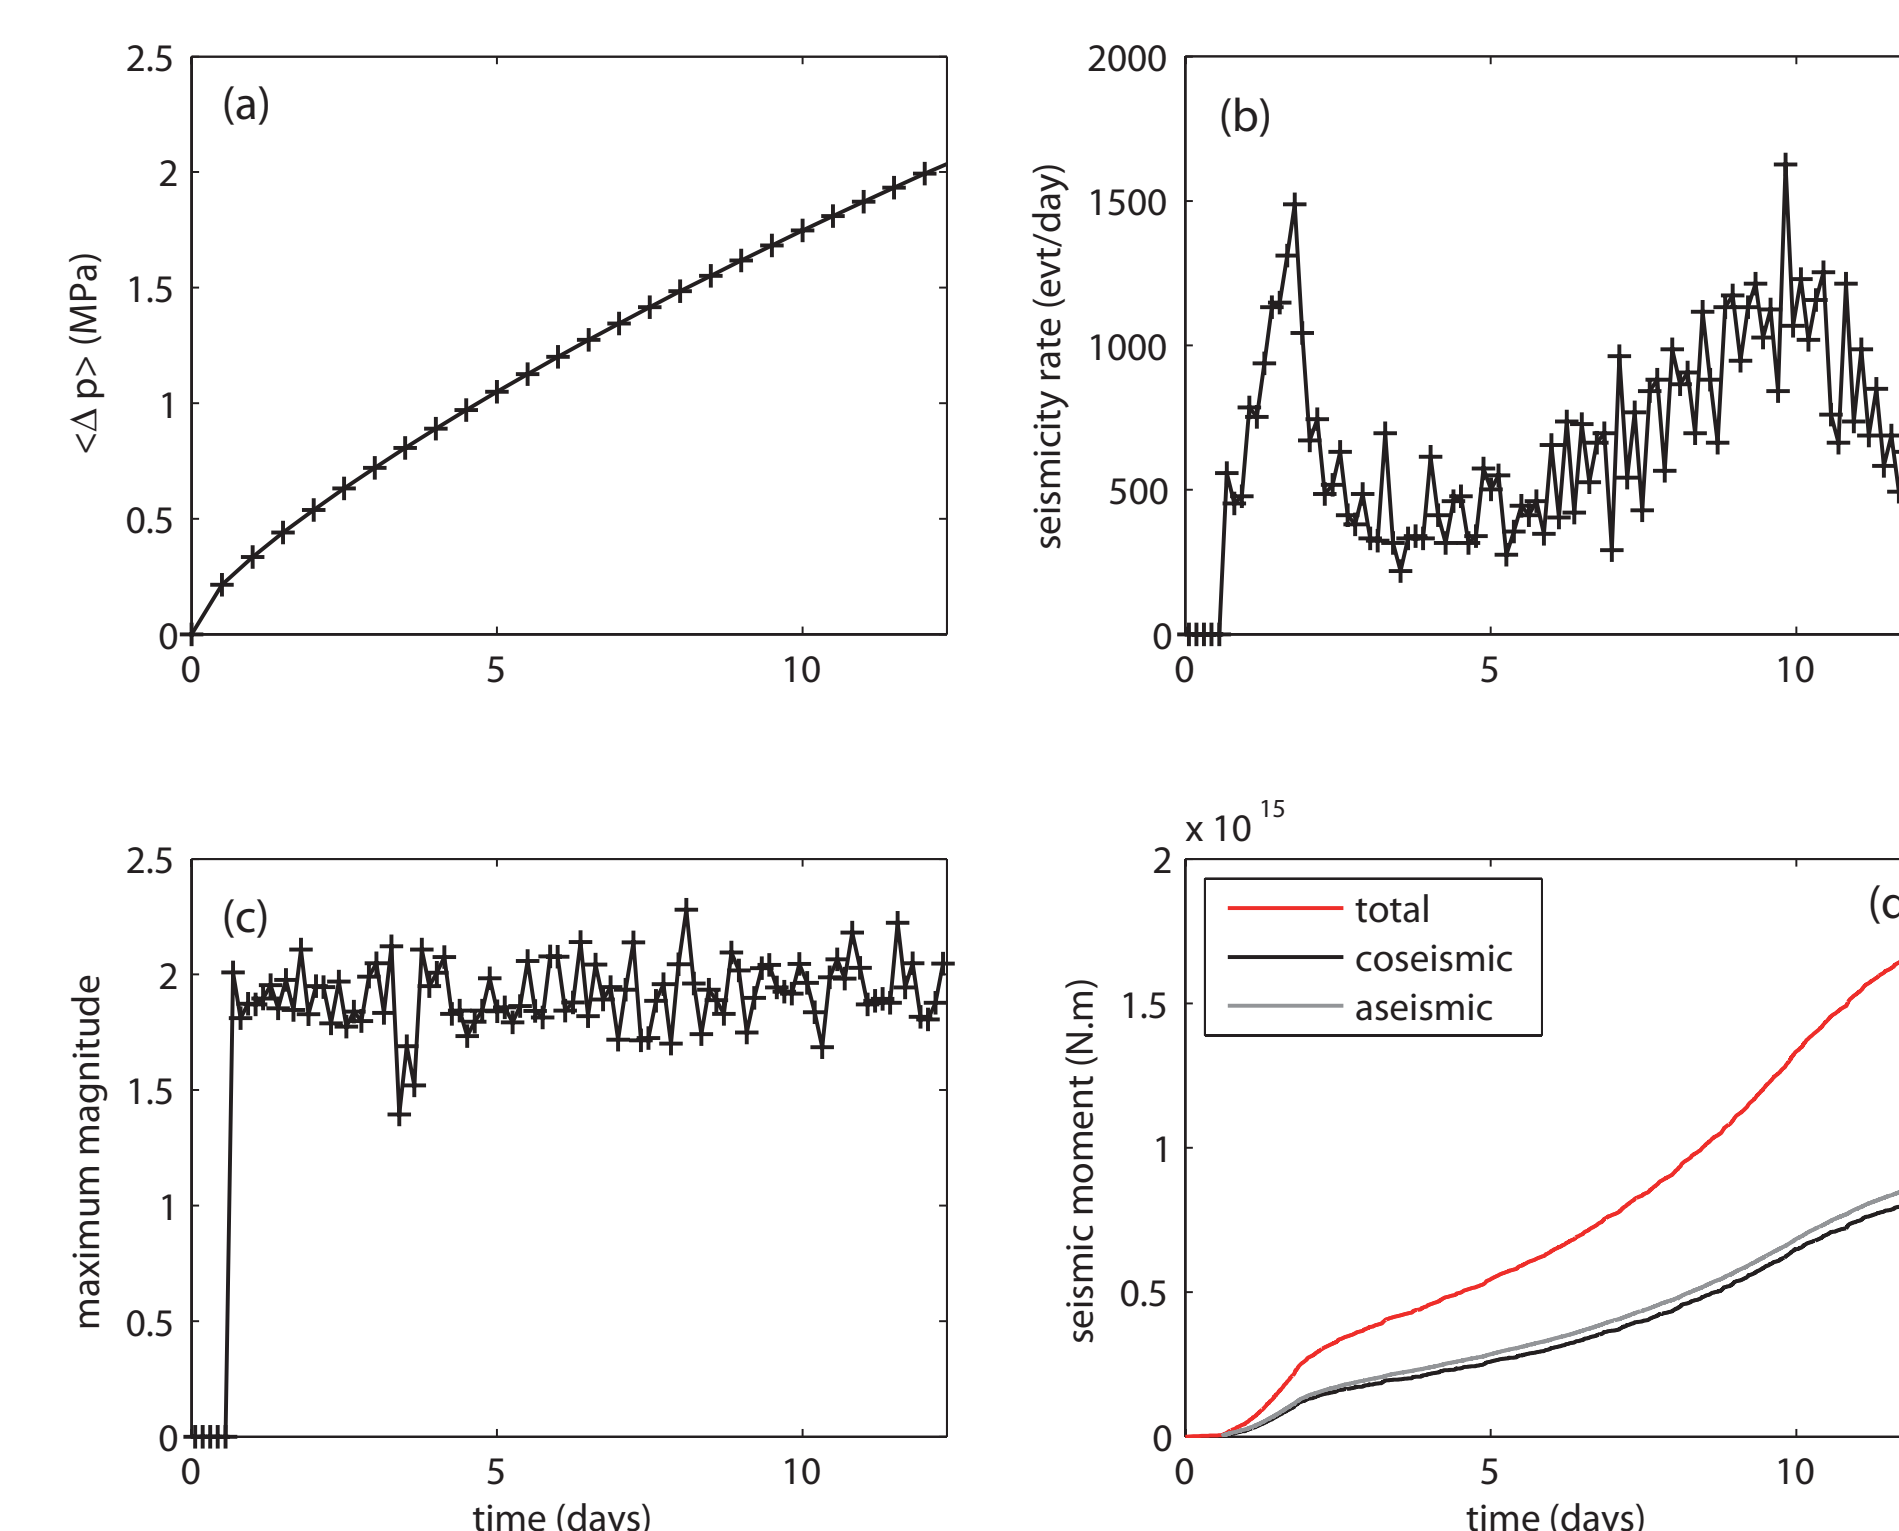 (a)
<Δ p> (MPa)
2.5
2
1.5
1
0.5
0
0 5 10
(b)
seismicity rate (evt/day)
2000
1500
1000
500
0
0 5 10
(c)
maximum magnitude
2.5
2
1.5
1
0.5
0
0 5 10
time (days)
x 10 15
seismic moment (N.m)
2
1.5
1
0.5
0
total
coseismic
aseismic
0 5 10
time (days)